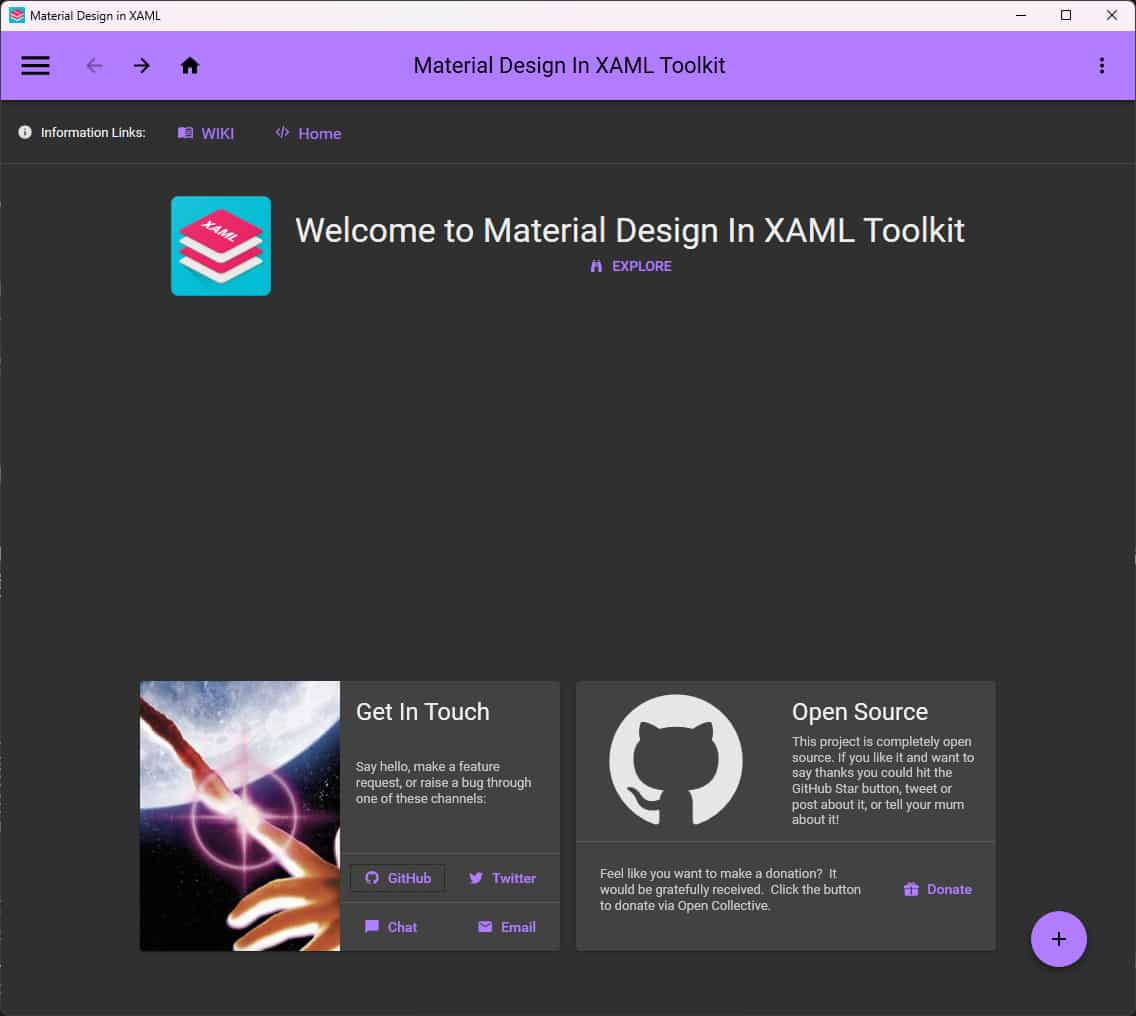 Material Design in XAML
Material Design In XAML Toolkit
Information Links:
WIKI
Home
XAML
Welcome to Material Design In XAML Toolkit
EXPLORE
Get In Touch
Say hello, make a feature
request, or raise a bug through
one of these channels:
GitHub
Twitter
Chat
Email
Open Source
This project is completely open
source. If you like it and want to
say thanks you could hit the
GitHub Star button, tweet or
post about it, or tell your mum
about it!
Feel like you want to make a donation?  It
would be gratefully received.  Click the button
to donate via Open Collective.
Donate